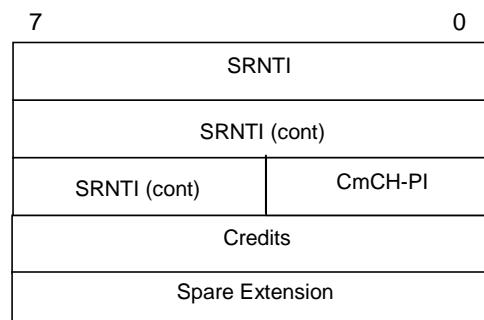 7 0
SRNTI
SRNTI (cont)
SRNTI (cont) CmCH-PI
Credits
Spare Extension